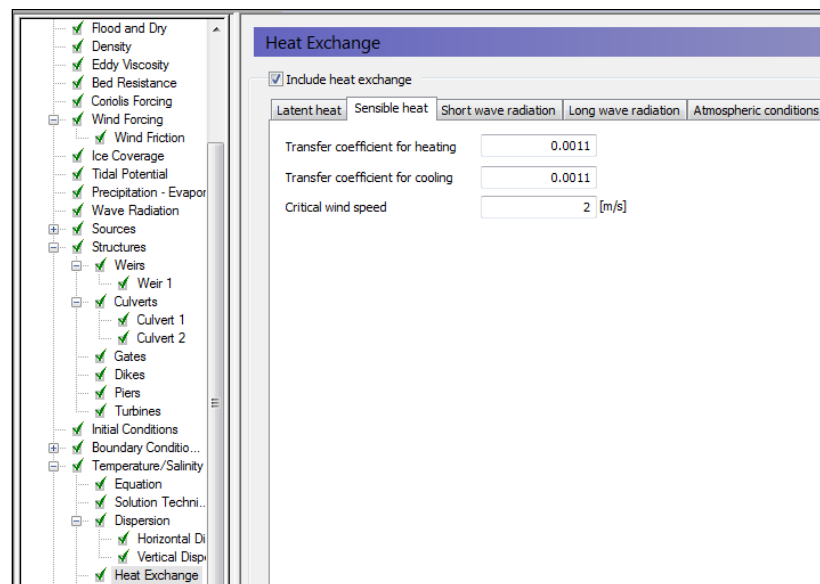 Flood and Dry
Density
Eddy Viscosity
Bed Resistance
Coriolis Forcing
Wind Forcing
Wind Friction
Ice Coverage
Tidal Potential
Precipitation - Evapor
Wave Radiation
Sources
Structures
Weirs
Weir 1
Culverts
Culvert 1
Culvert 2
Gates
Dikes
Piers
Turbines
Initial Conditions
Boundary Conditio...
Temperature/Salinity
Equation
Solution Techni..
Dispersion
Horizontal Di
Vertical Disp
Heat Exchange
Heat Exchange
Include heat exchange
Latent heat Sensible heat Short wave radiation Long wave radiation Atmospheric conditions
Transfer coefficient for heating 0.0011
Transfer coefficient for cooling 0.0011
Critical wind speed 2 [m/s]